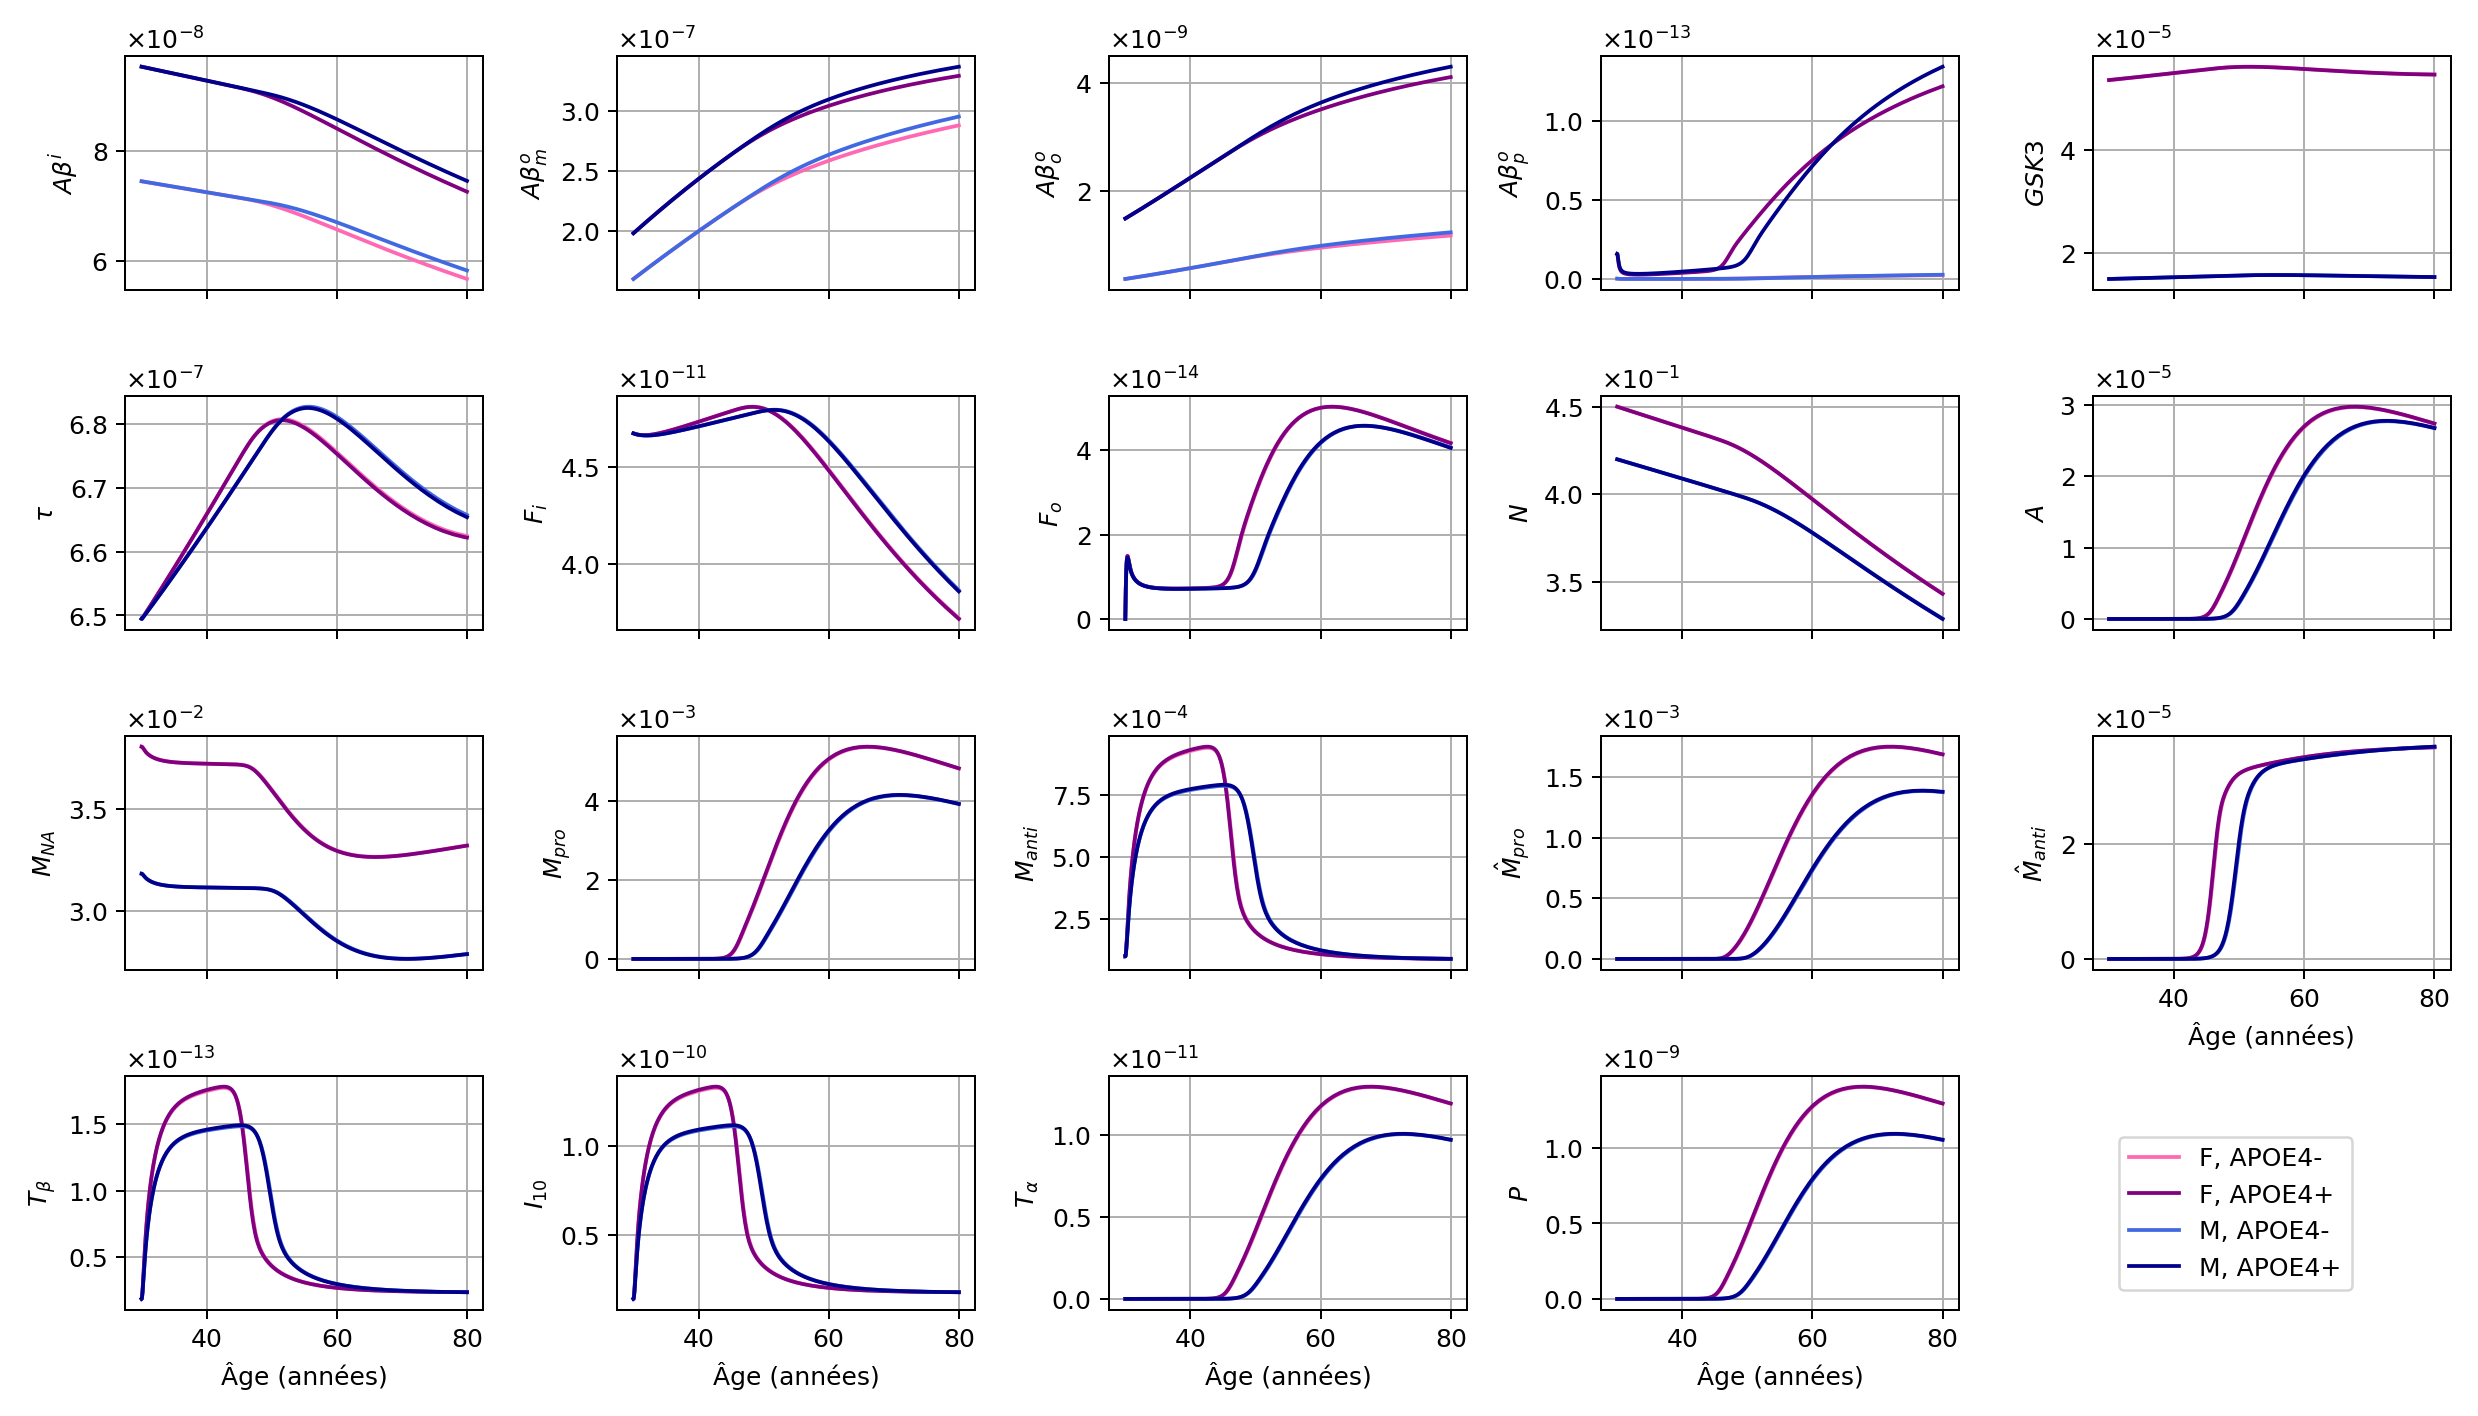 ×10⁻⁸ ×10⁻⁷ ×10⁻⁹ ×10⁻¹³ ×10⁻⁵
Aβⁱ 8 6
Aβₘᵒ 3.0 2.5 2.0
Aβₒᵒ 4 2
Aβₚᵒ 1.0 0.5 0.0
GSK3 4 2
×10⁻⁷ ×10⁻¹¹ ×10⁻¹⁴ ×10⁻¹ ×10⁻⁵
τ 6.8 6.7 6.6 6.5
Fᵢ 4.5 4.0
Fₒ 4 2 0
N 4.5 4.0 3.5
A 3 2 1 0
×10⁻² ×10⁻³ ×10⁻⁴ ×10⁻³ ×10⁻⁵
M_NA 3.5 3.0
M_pro 4 2 0
M_anti 7.5 5.0 2.5
M̂_pro 1.5 1.0 0.5 0.0
M̂_anti 2 0
40 60 80
Âge (années)
×10⁻¹³ ×10⁻¹⁰ ×10⁻¹¹ ×10⁻⁹
T_β 1.5 1.0 0.5
I₁₀ 1.0 0.5
T_α 1.0 0.5 0.0
P 1.0 0.5 0.0
F, APOE4-
F, APOE4+
M, APOE4-
M, APOE4+
40 60 80 40 60 80 40 60 80 40 60 80
Âge (années) Âge (années) Âge (années) Âge (années)